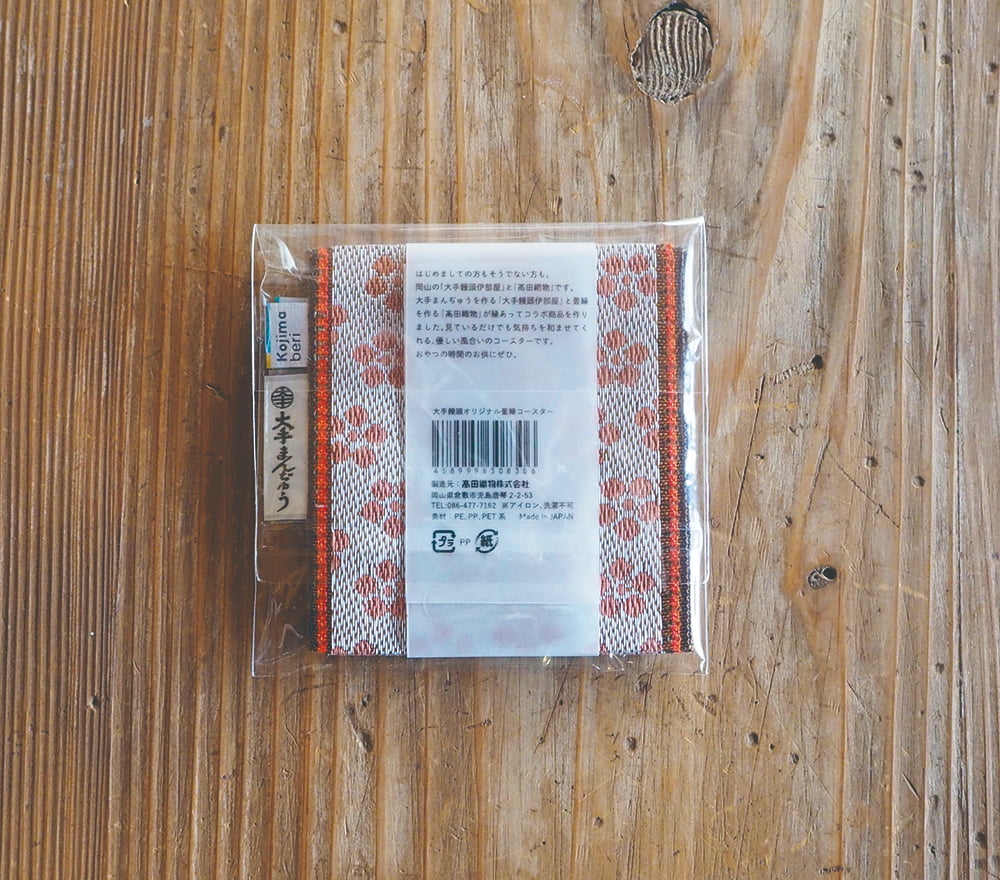 はじめましての方もそうでない方も。
岡山の「大手饅頭伊部屋」と「高田織物」です。
大手まんぢゅうを作る「大手饅頭伊部屋」と畳縁
を作る「高田織物」が縁あってコラボ商品を作り
ました。見ているだけでも気持ちを和ませてく
れる、優しい風合いのコースターです。
おやつの時間のお供にぜひ。
Kojima
beri
大手まんぢゅう
大手饅頭オリジナル畳縁コースター
4589998308306
製造元：髙田織物株式会社
岡山県倉敷市児島唐琴2-2-53
TEL:086-477-7162 ※アイロン、洗濯不可
素材：PE、PP、PET 系 Made in JAPAN
プラ PP 紙